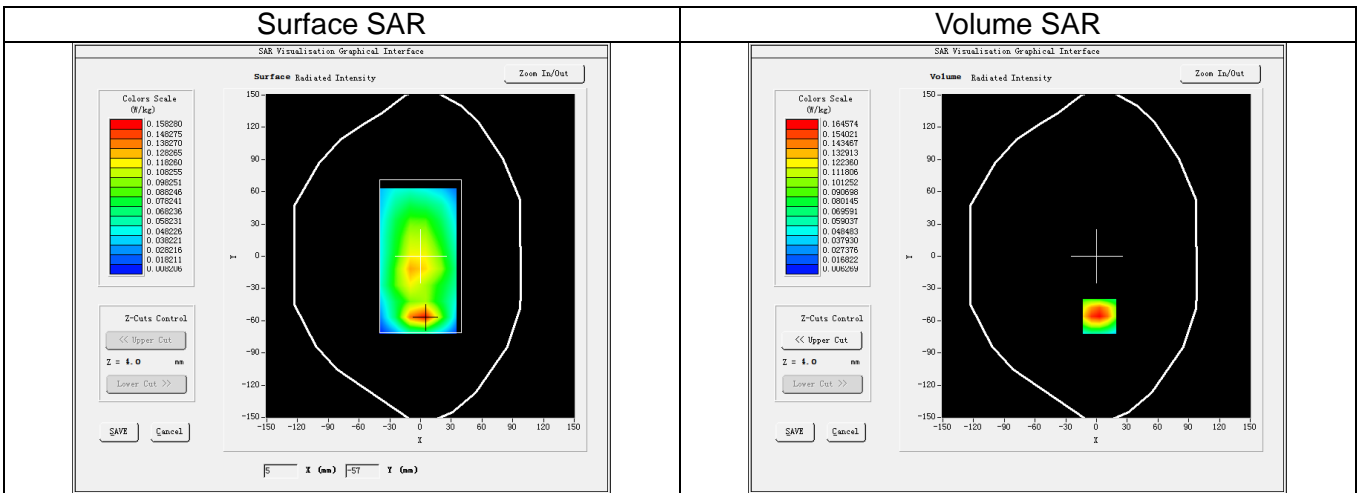 Surface SAR
SAR Visualisation Graphical Interface
Surface Radiated Intensity
Zoom In/Out
Colors Scale
(W/kg)
0.158280
0.148275
0.138270
0.128265
0.118260
0.108255
0.098251
0.088246
0.078241
0.068236
0.058231
0.048226
0.038221
0.028216
0.018211
0.008206
Z-Cuts Control
<< Upper Cut
Z = 4.0 mm
Lower Cut >>
SAVE Cancel
150
120
90
60
30
0
-30
-60
-90
-120
-150
Y
-150 -120 -90 -60 -30 0 30 60 90 120 150
X
5 X (mm) -57 Y (mm)
Volume SAR
SAR Visualisation Graphical Interface
Volume Radiated Intensity
Zoom In/Out
Colors Scale
(W/kg)
0.164574
0.154021
0.143467
0.132913
0.122360
0.111806
0.101252
0.090698
0.080145
0.069591
0.059037
0.048483
0.037930
0.027376
0.016822
0.006269
Z-Cuts Control
<< Upper Cut
Z = 4.0 mm
Lower Cut >>
SAVE Cancel
150
120
90
60
30
0
-30
-60
-90
-120
-150
Y
-150 -120 -90 -60 -30 0 30 60 90 120 150
X